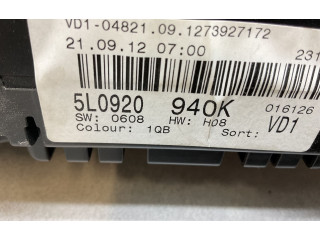 VD1-04821.09.1273927172
21.09.12 07:00 231
5L0920 940K 016126
SW: 0608 HW: H08 VD1
Colour: 1QB Sort: